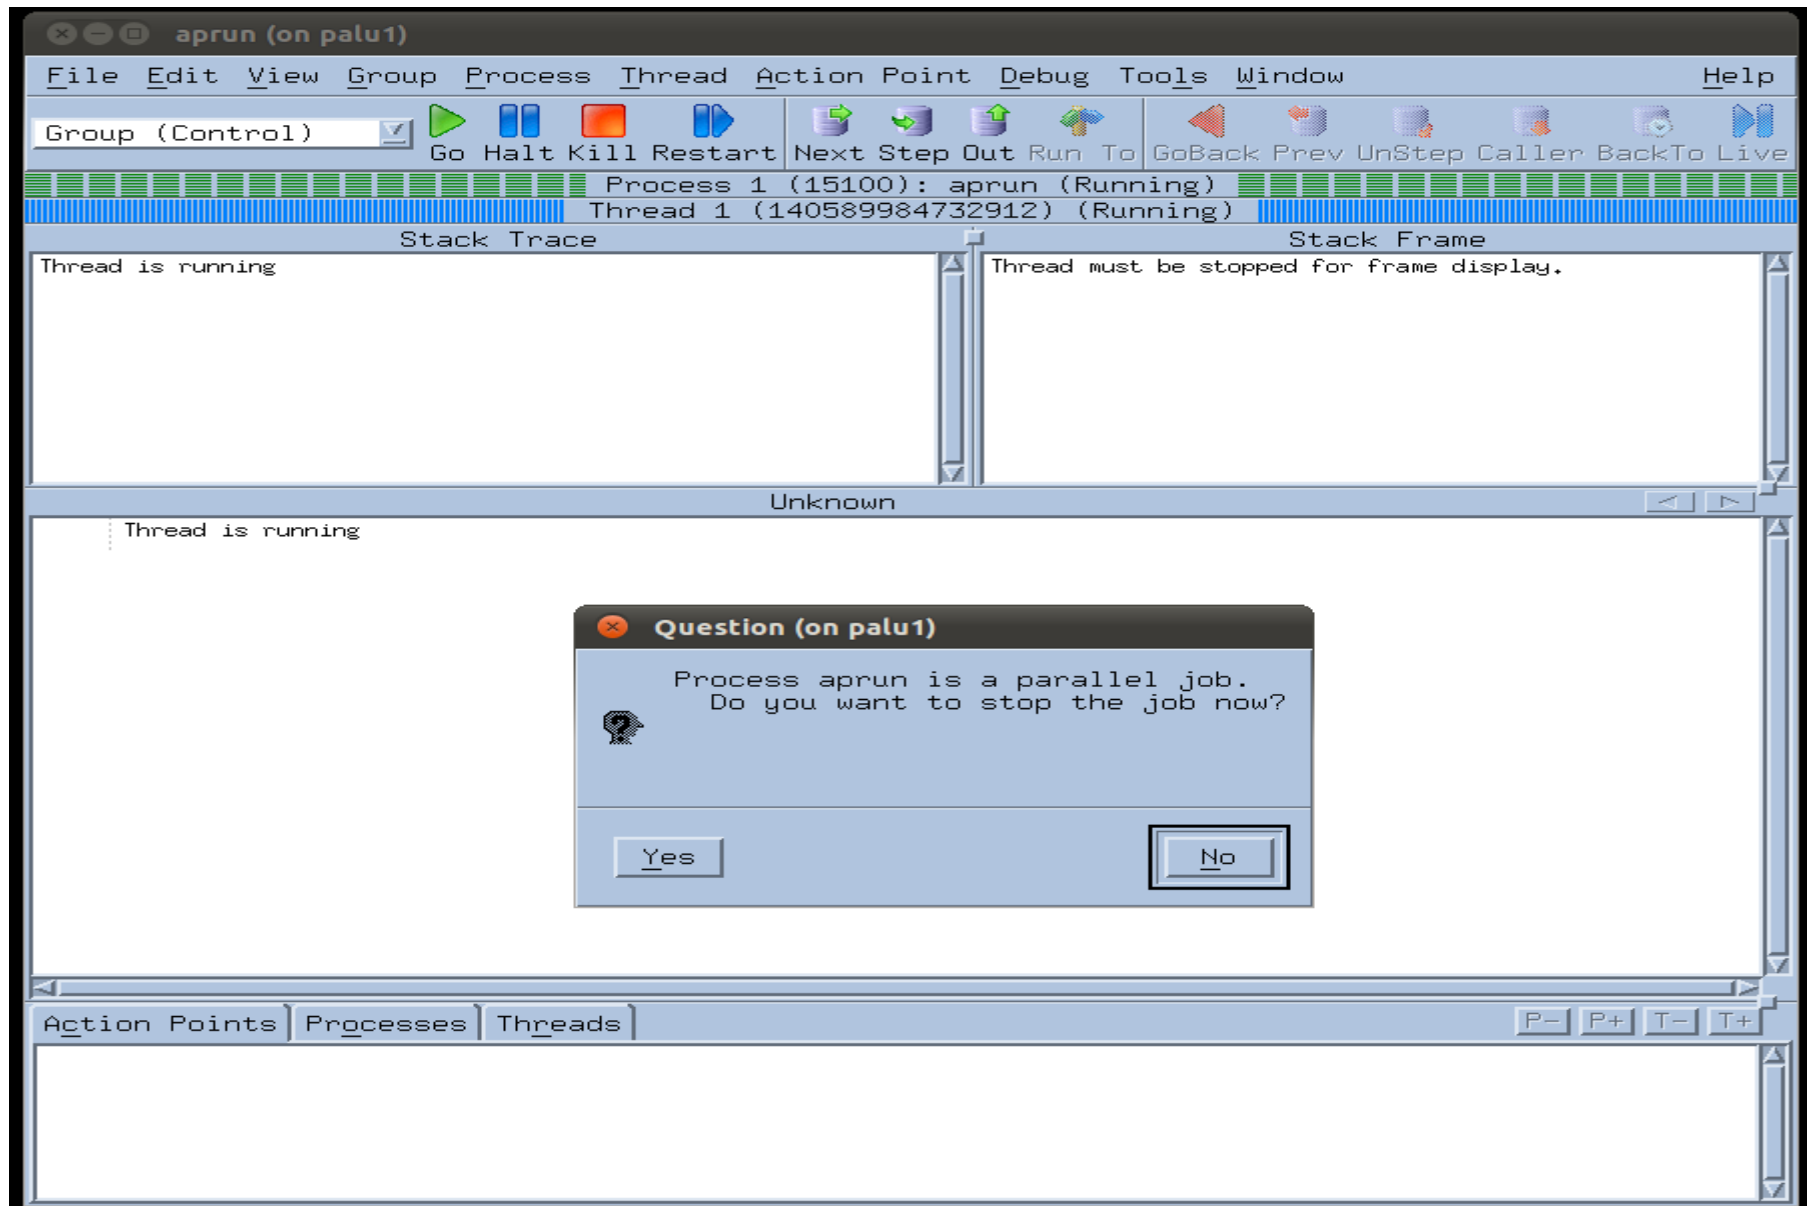 aprun (on palu1)
File Edit View Group Process Thread Action Point Debug Tools Window Help
Group (Control)
Go Halt Kill Restart Next Step Out Run To GoBack Prev UnStep Caller BackTo Live
Process 1 (15100): aprun (Running)
Thread 1 (140589984732912) (Running)
Stack Trace Stack Frame
Thread is running Thread must be stopped for frame display.
Unknown
Thread is running
Question (on palu1)
Process aprun is a parallel job.
Do you want to stop the job now?
Yes No
Action Points Processes Threads P- P+ T- T+